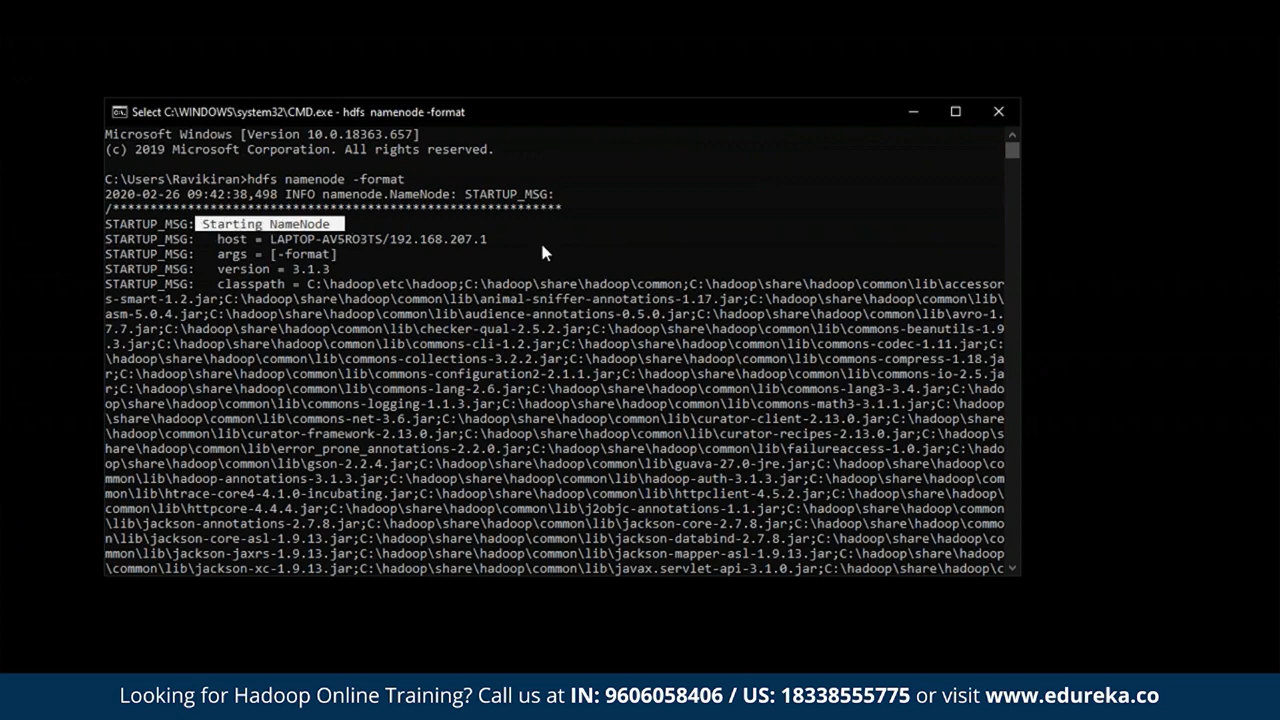 Select C:\WINDOWS\system32\CMD.exe - hdfs  namenode -format
Microsoft Windows [Version 10.0.18363.657]
(c) 2019 Microsoft Corporation. All rights reserved.
C:\Users\Ravikiran>hdfs namenode -format
2020-02-26 09:42:38,498 INFO namenode.NameNode: STARTUP_MSG:
/************************************************************
STARTUP_MSG: Starting NameNode
STARTUP_MSG:   host = LAPTOP-AV5RO3TS/192.168.207.1
STARTUP_MSG:   args = [-format]
STARTUP_MSG:   version = 3.1.3
STARTUP_MSG:   classpath = C:\hadoop\etc\hadoop;C:\hadoop\share\hadoop\common;C:\hadoop\share\hadoop\common\lib\accessor
s-smart-1.2.jar;C:\hadoop\share\hadoop\common\lib\animal-sniffer-annotations-1.17.jar;C:\hadoop\share\hadoop\common\lib\
asm-5.0.4.jar;C:\hadoop\share\hadoop\common\lib\audience-annotations-0.5.0.jar;C:\hadoop\share\hadoop\common\lib\avro-1.
7.7.jar;C:\hadoop\share\hadoop\common\lib\checker-qual-2.5.2.jar;C:\hadoop\share\hadoop\common\lib\commons-beanutils-1.9
.3.jar;C:\hadoop\share\hadoop\common\lib\commons-cli-1.2.jar;C:\hadoop\share\hadoop\common\lib\commons-codec-1.11.jar;C:
\hadoop\share\hadoop\common\lib\commons-collections-3.2.2.jar;C:\hadoop\share\hadoop\common\lib\commons-compress-1.18.ja
r;C:\hadoop\share\hadoop\common\lib\commons-configuration2-2.1.1.jar;C:\hadoop\share\hadoop\common\lib\commons-io-2.5.ja
r;C:\hadoop\share\hadoop\common\lib\commons-lang-2.6.jar;C:\hadoop\share\hadoop\common\lib\commons-lang3-3.4.jar;C:\hado
op\share\hadoop\common\lib\commons-logging-1.1.3.jar;C:\hadoop\share\hadoop\common\lib\commons-math3-3.1.1.jar;C:\hadoop
\share\hadoop\common\lib\commons-net-3.6.jar;C:\hadoop\share\hadoop\common\lib\curator-client-2.13.0.jar;C:\hadoop\share
\hadoop\common\lib\curator-framework-2.13.0.jar;C:\hadoop\share\hadoop\common\lib\curator-recipes-2.13.0.jar;C:\hadoop\s
hare\hadoop\common\lib\error_prone_annotations-2.2.0.jar;C:\hadoop\share\hadoop\common\lib\failureaccess-1.0.jar;C:\hado
op\share\hadoop\common\lib\gson-2.2.4.jar;C:\hadoop\share\hadoop\common\lib\guava-27.0-jre.jar;C:\hadoop\share\hadoop\co
mmon\lib\hadoop-annotations-3.1.3.jar;C:\hadoop\share\hadoop\common\lib\hadoop-auth-3.1.3.jar;C:\hadoop\share\hadoop\com
mon\lib\htrace-core4-4.1.0-incubating.jar;C:\hadoop\share\hadoop\common\lib\httpclient-4.5.2.jar;C:\hadoop\share\hadoop\
common\lib\httpcore-4.4.4.jar;C:\hadoop\share\hadoop\common\lib\j2objc-annotations-1.1.jar;C:\hadoop\share\hadoop\common
\lib\jackson-annotations-2.7.8.jar;C:\hadoop\share\hadoop\common\lib\jackson-core-2.7.8.jar;C:\hadoop\share\hadoop\commo
n\lib\jackson-core-asl-1.9.13.jar;C:\hadoop\share\hadoop\common\lib\jackson-databind-2.7.8.jar;C:\hadoop\share\hadoop\co
mmon\lib\jackson-jaxrs-1.9.13.jar;C:\hadoop\share\hadoop\common\lib\jackson-mapper-asl-1.9.13.jar;C:\hadoop\share\hadoop
\common\lib\jackson-xc-1.9.13.jar;C:\hadoop\share\hadoop\common\lib\javax.servlet-api-3.1.0.jar;C:\hadoop\share\hadoop\c
Looking for Hadoop Online Training? Call us at IN: 9606058406 / US: 18338555775 or visit www.edureka.co